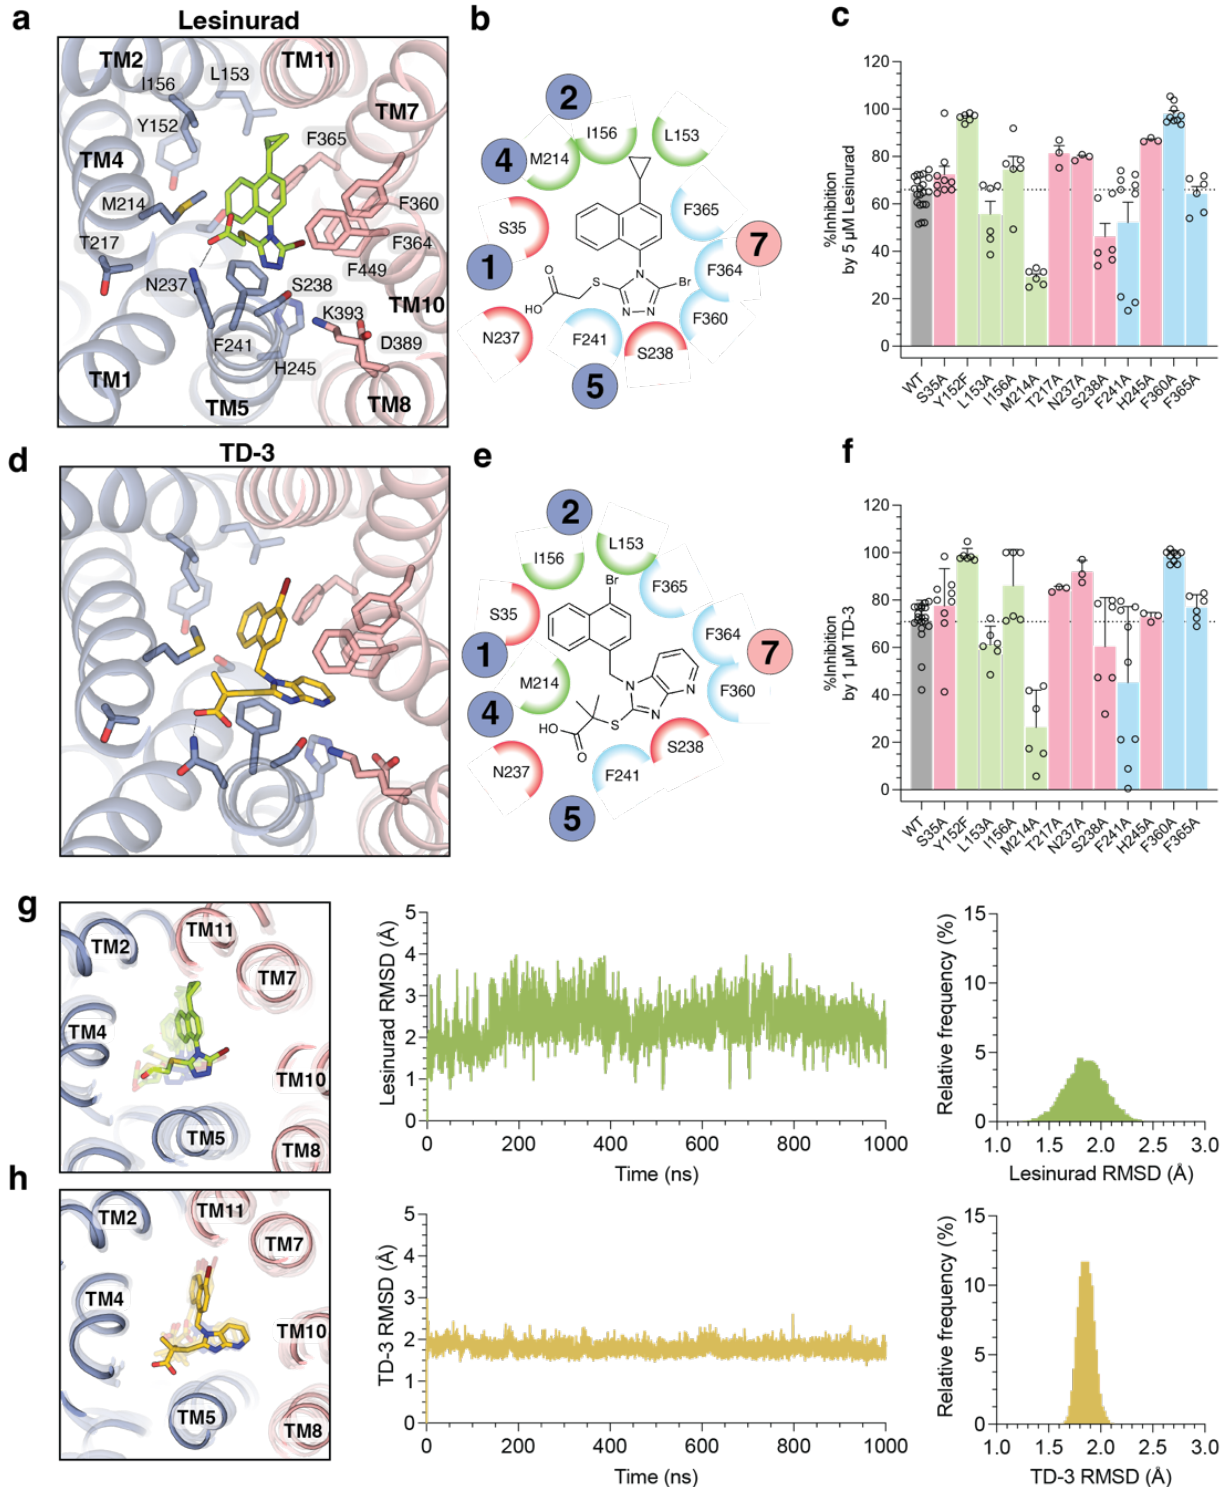 a
Lesinurad
TM2
L153
TM11
I156
TM7
Y152
F365
TM4
M214
F360
T217
F364
F449
N237
S238
TM10
K393
F241
D389
TM1
H245
TM5
TM8
b
2
I156
L153
4
M214
S35
F365
7
1
F364
N
Br
S
O
HO
N
N
F360
N237
F241
S238
5
c
%Inhibition
by 5 µM Lesinurad
120
100
80
60
40
20
0
WT
S35A
Y152F
L153A
I156A
M214A
T217A
N237A
S238A
F241A
H245A
F360A
F365A
d
TD-3
e
2
L153
I156
Br
F365
S35
F364
7
1
M214
N
N
F360
4
S
N
HO
O
S238
N237
F241
5
f
%Inhibition
by 1 µM TD-3
120
100
80
60
40
20
0
WT
S35A
Y152F
L153A
I156A
M214A
T217A
N237A
S238A
F241A
H245A
F360A
F365A
g
TM2
TM11
TM7
TM4
TM10
TM5
TM8
Lesinurad RMSD (Å)
5
4
3
2
1
0
0
200
400
600
800
1000
Time (ns)
Relative frequency (%)
15
10
5
0
1.0
1.5
2.0
2.5
3.0
Lesinurad RMSD (Å)
h
TM2
TM11
TM7
TM4
TM10
TM5
TM8
TD-3 RMSD (Å)
5
4
3
2
1
0
0
200
400
600
800
1000
Time (ns)
Relative frequency (%)
15
10
5
0
1.0
1.5
2.0
2.5
3.0
TD-3 RMSD (Å)